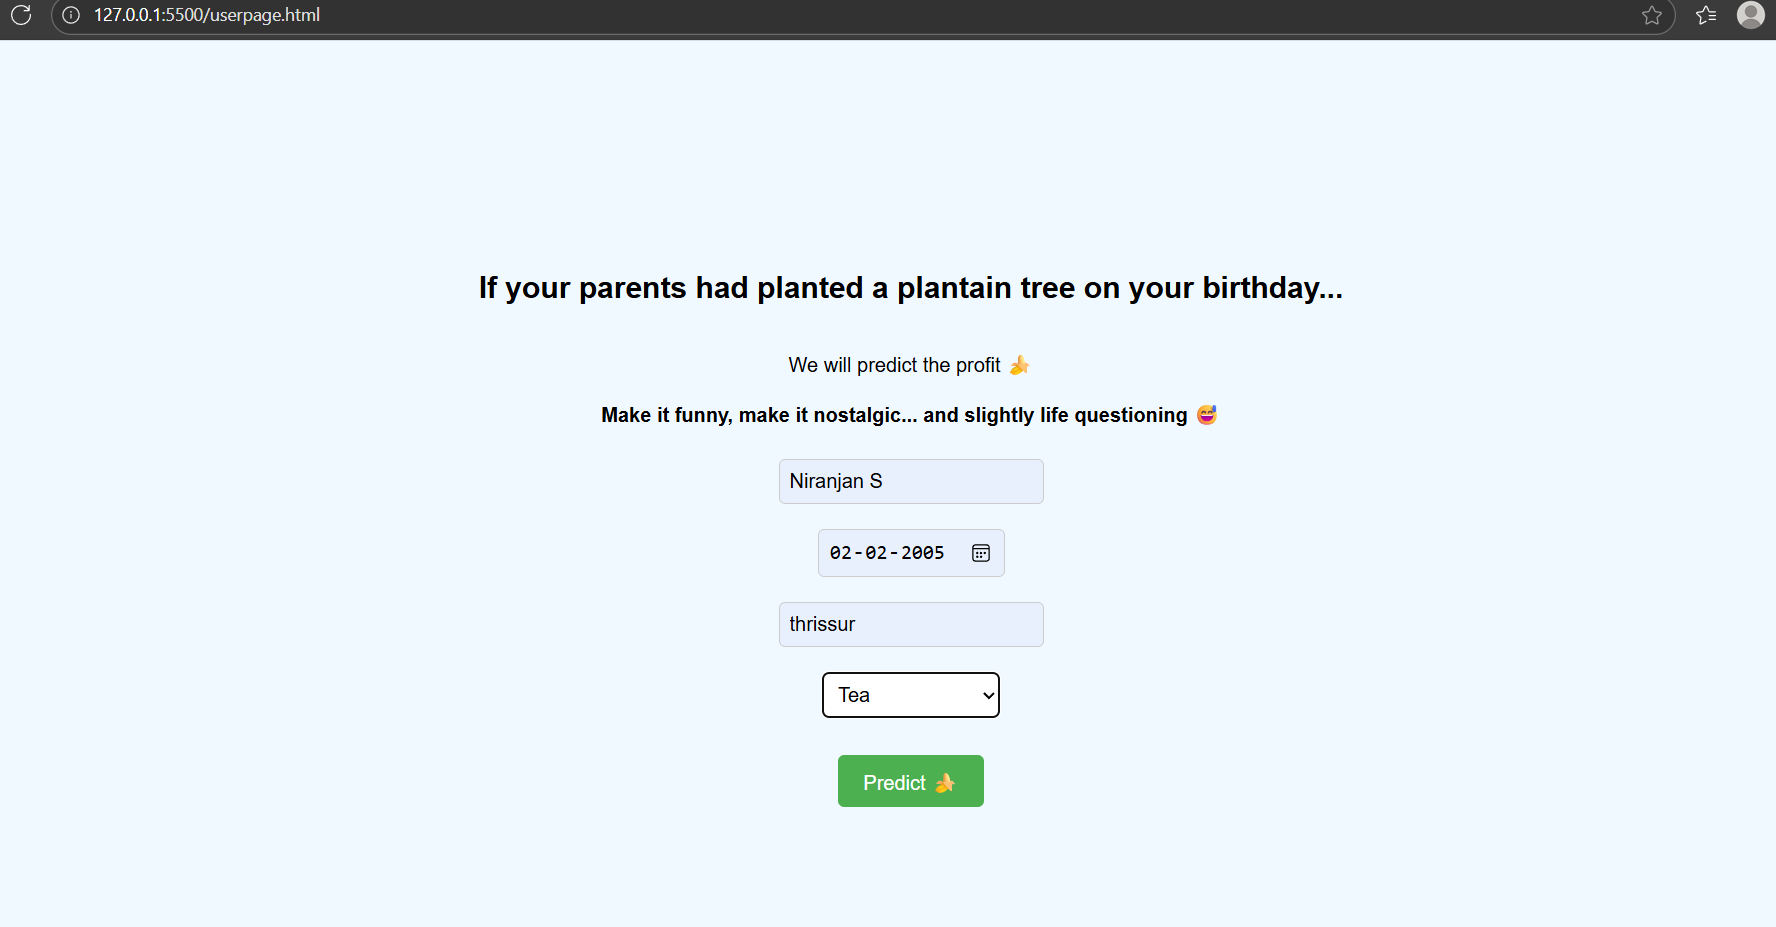 127.0.0.1:5500/userpage.html
If your parents had planted a plantain tree on your birthday...
We will predict the profit 🍌
Make it funny, make it nostalgic... and slightly life questioning 😅
Niranjan S
02-02-2005
thrissur
Tea
Predict 🍌